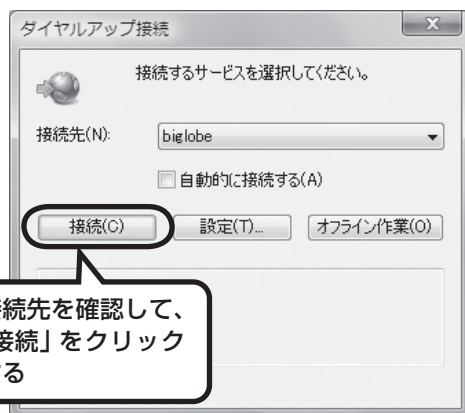 ダイヤルアップ接続
X
接続するサービスを選択してください。
接続先(N):
biglobe
自動的に接続する(A)
接続(C)
設定(T)...
オフライン作業(O)
続先を確認して、
接続」をクリック
る